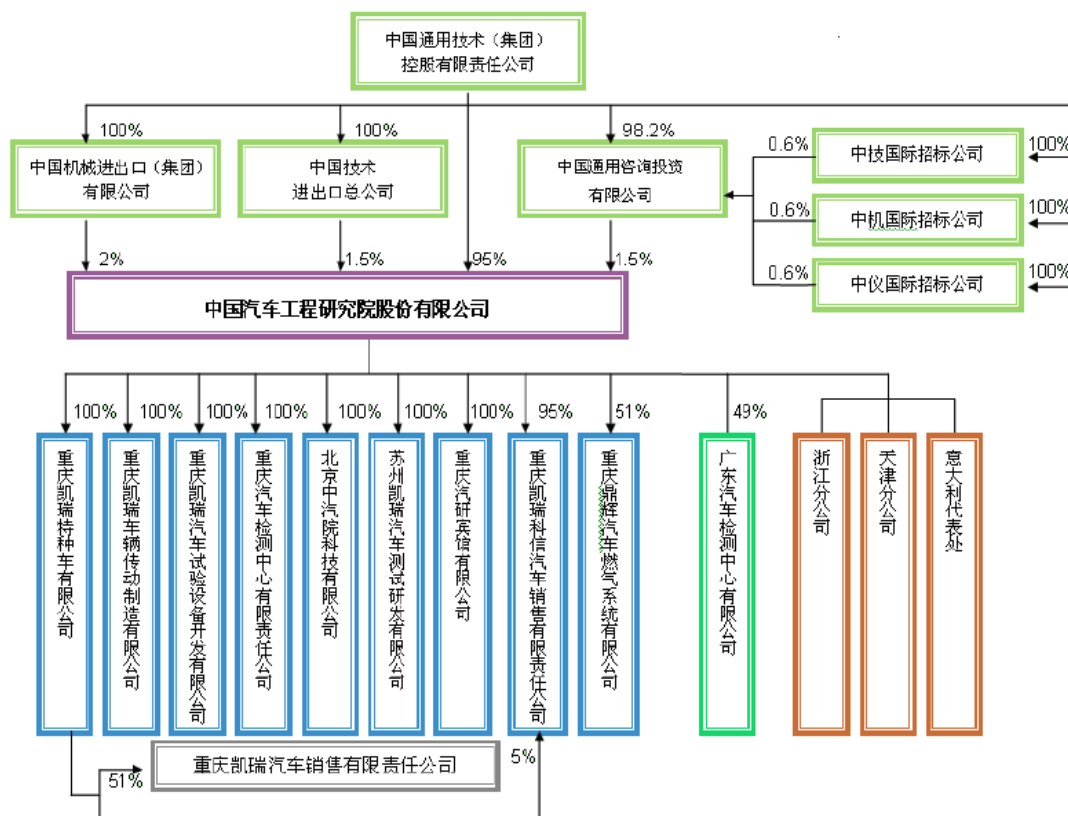 中国通用技术（集团）
控股有限责任公司
100%
100%
98.2%
中国机械进出口（集团）
有限公司
中国技术
进出口总公司
中国通用咨询投资
有限公司
0.6%
中技国际招标公司
100%
0.6%
中机国际招标公司
100%
0.6%
中仪国际招标公司
100%
2%
1.5%
95%
1.5%
中国汽车工程研究院股份有限公司
100%
100%
100%
100%
100%
100%
100%
95%
51%
49%
重庆凯瑞特种车有限公司
重庆凯瑞车辆传动制造有限公司
重庆凯瑞汽车试验设备开发有限公司
重庆汽车检测中心有限责任公司
北京中汽院科技有限公司
苏州凯瑞汽车测试研发有限公司
重庆汽研宾馆有限公司
重庆凯瑞科信汽车销售有限责任公司
重庆鼎辉汽车燃气系统有限公司
广东汽车检测中心有限公司
浙江分公司
天津分公司
意大利代表处
51%
重庆凯瑞汽车销售有限责任公司
5%